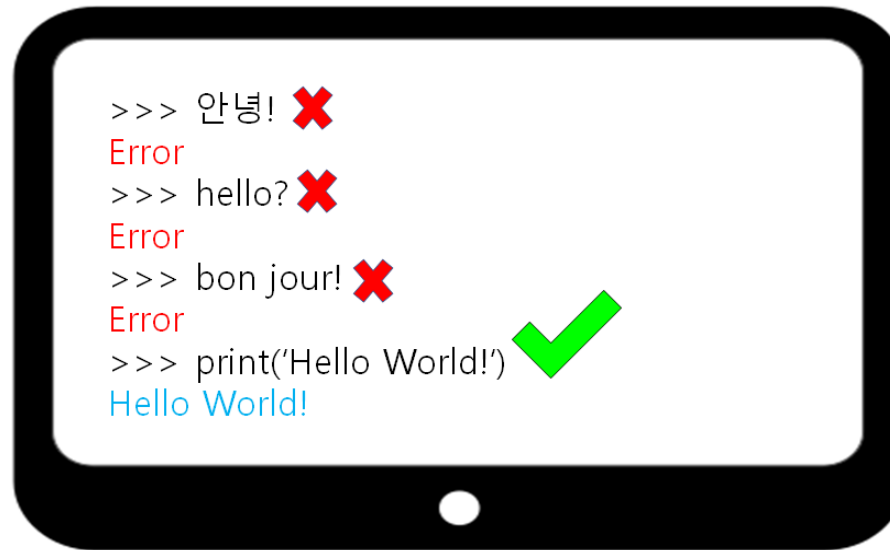 >>> 안녕!
Error
>>> hello?
Error
>>> bon jour!
Error
>>> print(‘Hello World!’)
Hello World!